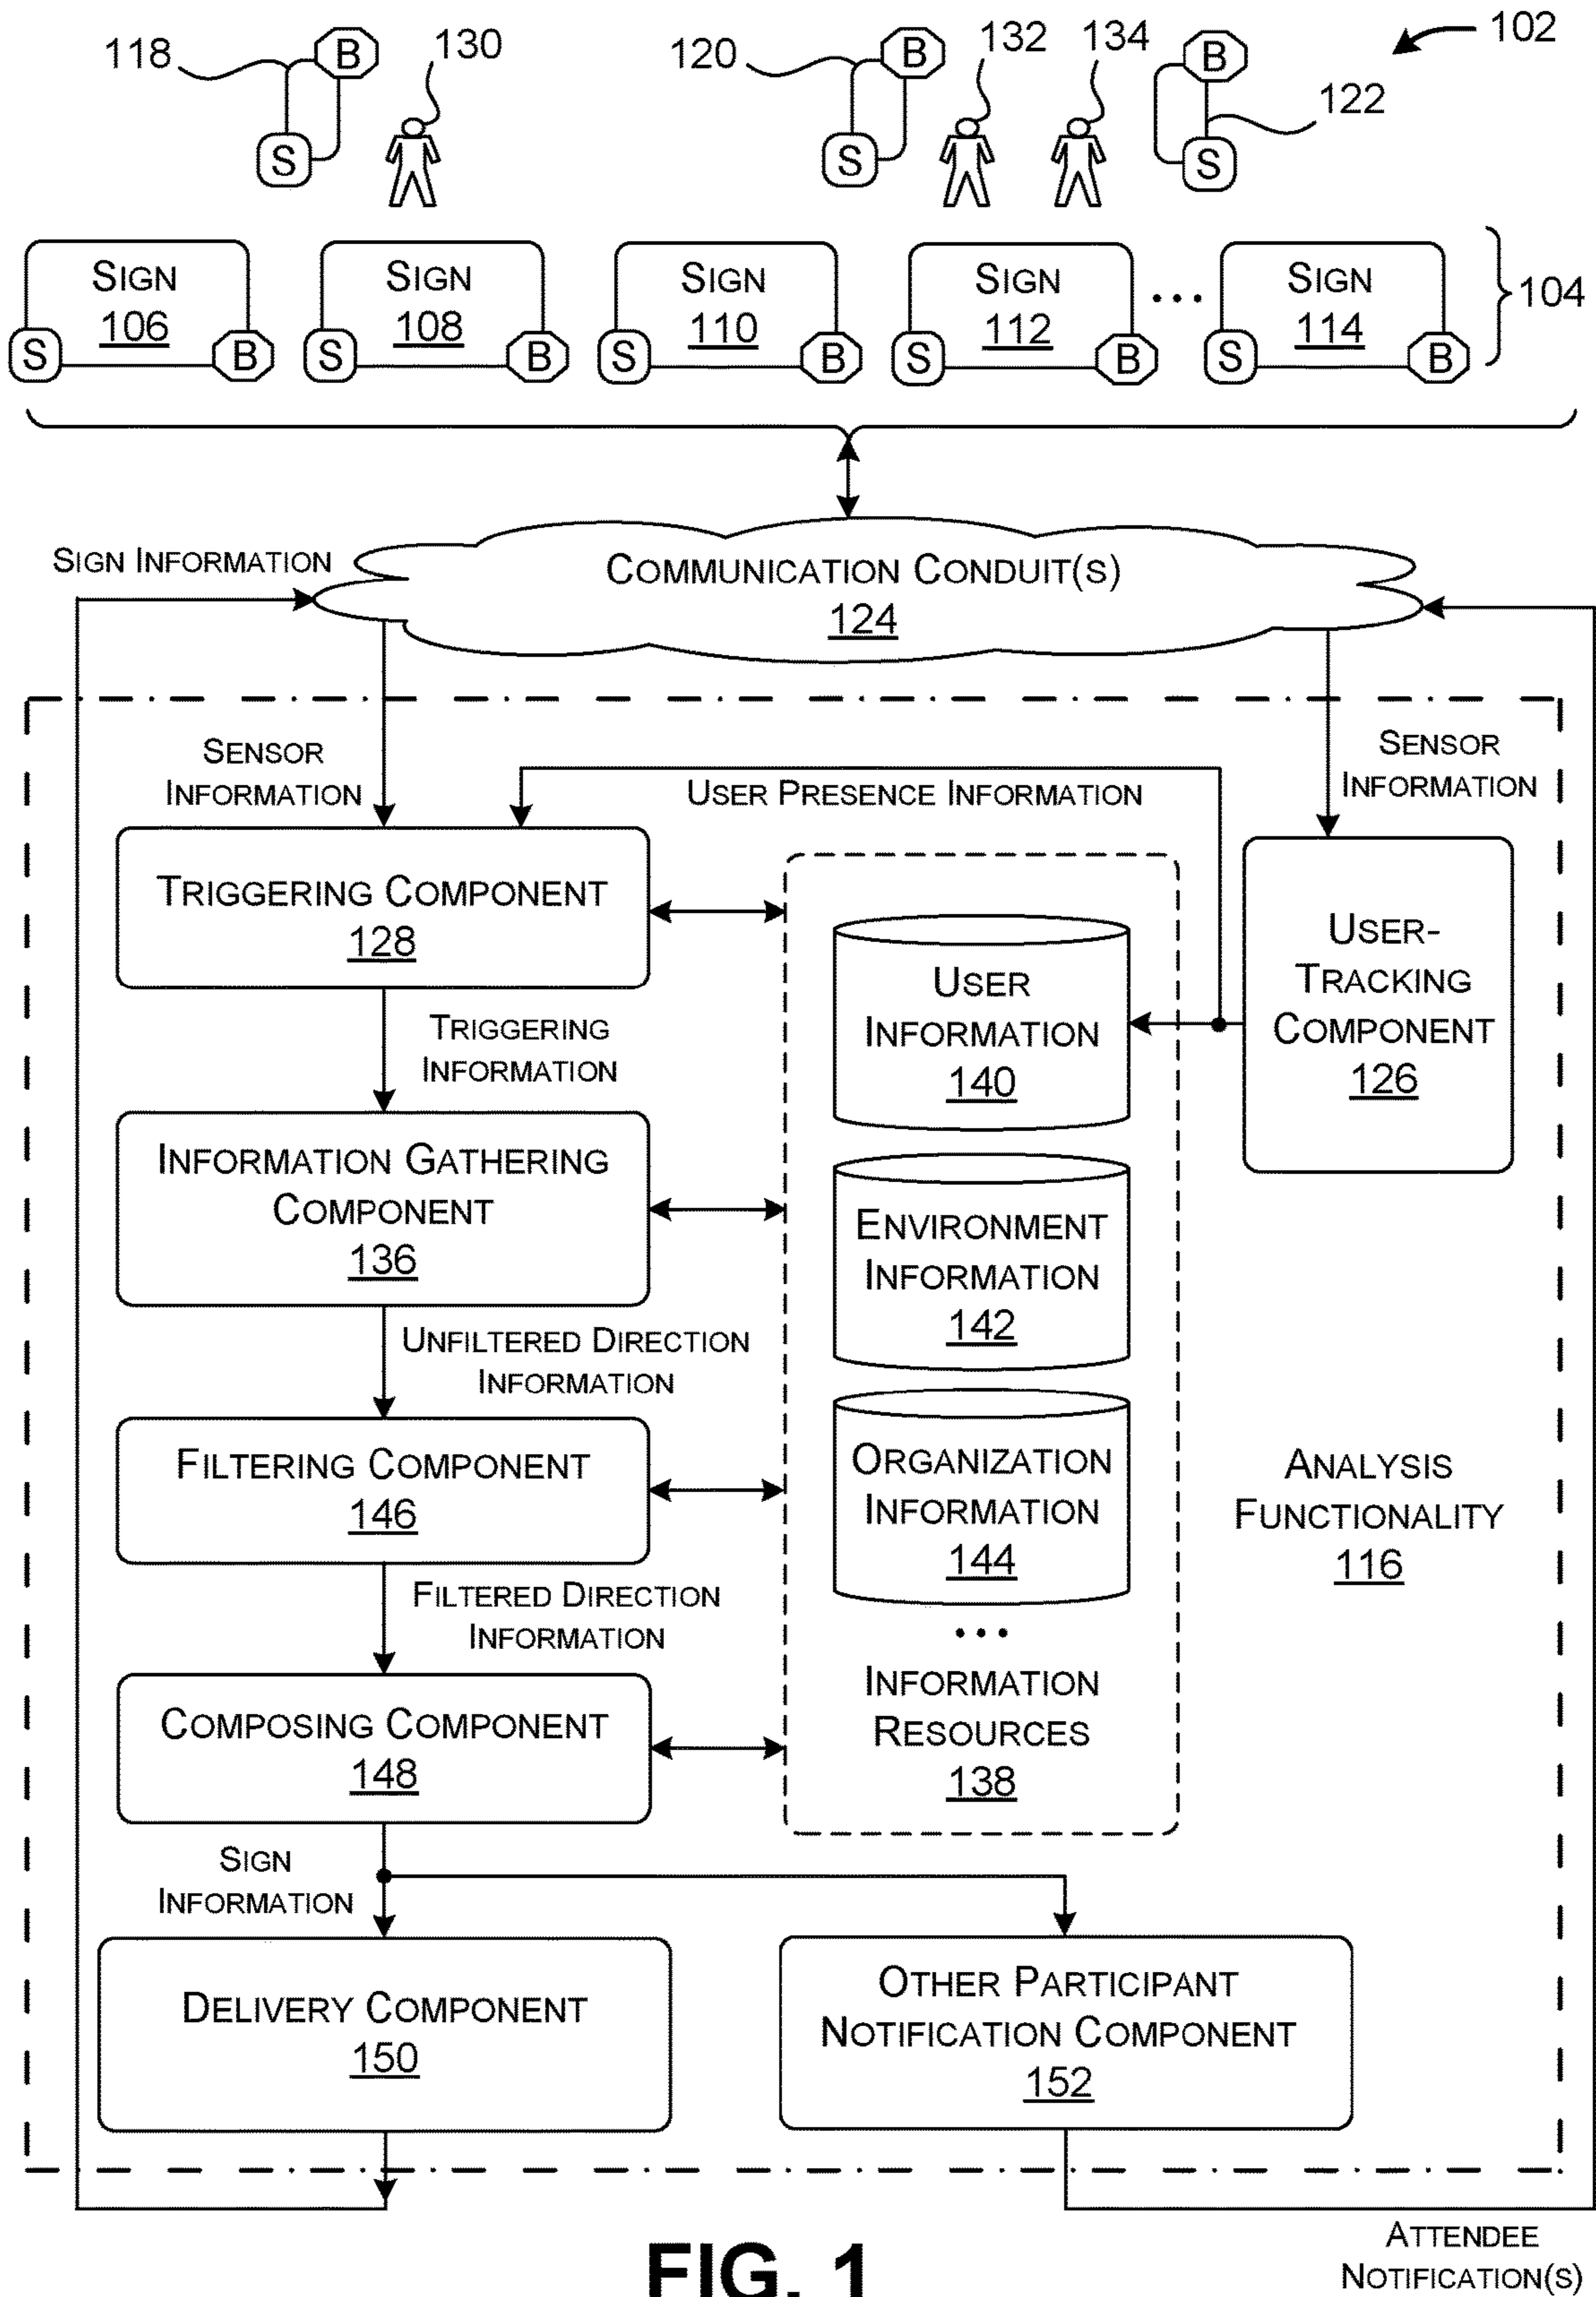 102
118
B
130
120
B
132
134
B
122
S
S
S
SIGN
106
S
B
SIGN
108
S
B
SIGN
110
S
B
SIGN
112
S
B
...
SIGN
114
S
B
104
SIGN INFORMATION
COMMUNICATION CONDUIT(S)
124
SENSOR
INFORMATION
USER PRESENCE INFORMATION
SENSOR
INFORMATION
TRIGGERING COMPONENT
128
USER
INFORMATION
140
USER-
TRACKING
COMPONENT
126
TRIGGERING
INFORMATION
INFORMATION GATHERING
COMPONENT
136
ENVIRONMENT
INFORMATION
142
UNFILTERED DIRECTION
INFORMATION
FILTERING COMPONENT
146
ORGANIZATION
INFORMATION
144
ANALYSIS
FUNCTIONALITY
116
FILTERED DIRECTION
INFORMATION
...
INFORMATION
RESOURCES
138
COMPOSING COMPONENT
148
SIGN
INFORMATION
DELIVERY COMPONENT
150
OTHER PARTICIPANT
NOTIFICATION COMPONENT
152
ATTENDEE
NOTIFICATION(S)
FIG. 1